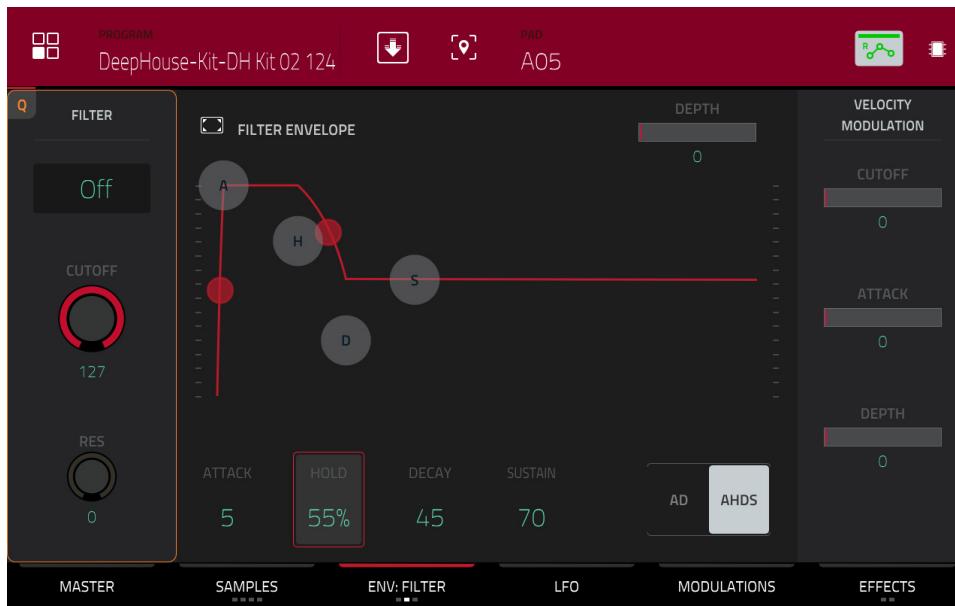 PROGRAM
DeepHouse-Kit-DH Kit 02 124
PAD
A05
R
Q
FILTER
Off
CUTOFF
127
RES
0
FILTER ENVELOPE
DEPTH
0
A
H
S
D
ATTACK
5
HOLD
55%
DECAY
45
SUSTAIN
70
AD
AHDS
VELOCITY
MODULATION
CUTOFF
0
ATTACK
0
DEPTH
0
MASTER
SAMPLES
ENV: FILTER
LFO
MODULATIONS
EFFECTS